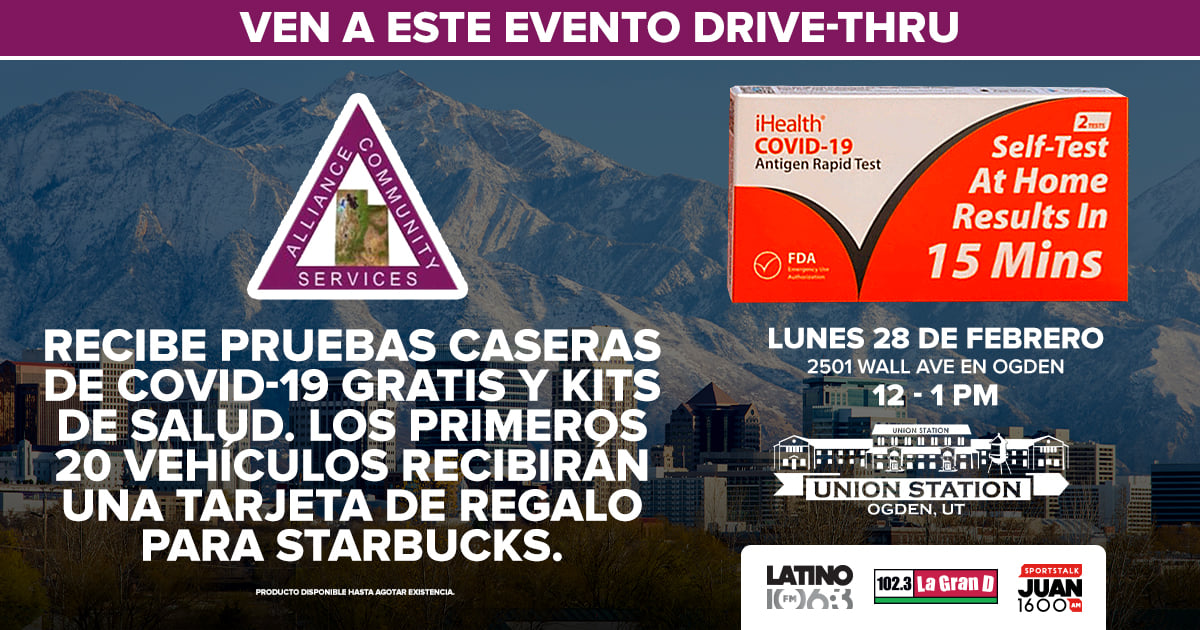 VEN A ESTE EVENTO DRIVE-THRU
ALLIANCE COMMUNITY
SERVICES
iHealth®
COVID-19
Antigen Rapid Test
2 TESTS
Self-Test
At Home
Results In
15 Mins
FDA
Emergency Use
Authorization
RECIBE PRUEBAS CASERAS
DE COVID-19 GRATIS Y KITS
DE SALUD. LOS PRIMEROS
20 VEHÍCULOS RECIBIRÁN
UNA TARJETA DE REGALO
PARA STARBUCKS.
PRODUCTO DISPONIBLE HASTA AGOTAR EXISTENCIA.
LUNES 28 DE FEBRERO
2501 WALL AVE EN OGDEN
12 - 1 PM
UNION STATION
UNION STATION
OGDEN, UT
LATINO
FM 106.3
102.3 La Gran D
SPORTSTALK
JUAN
1600 AM